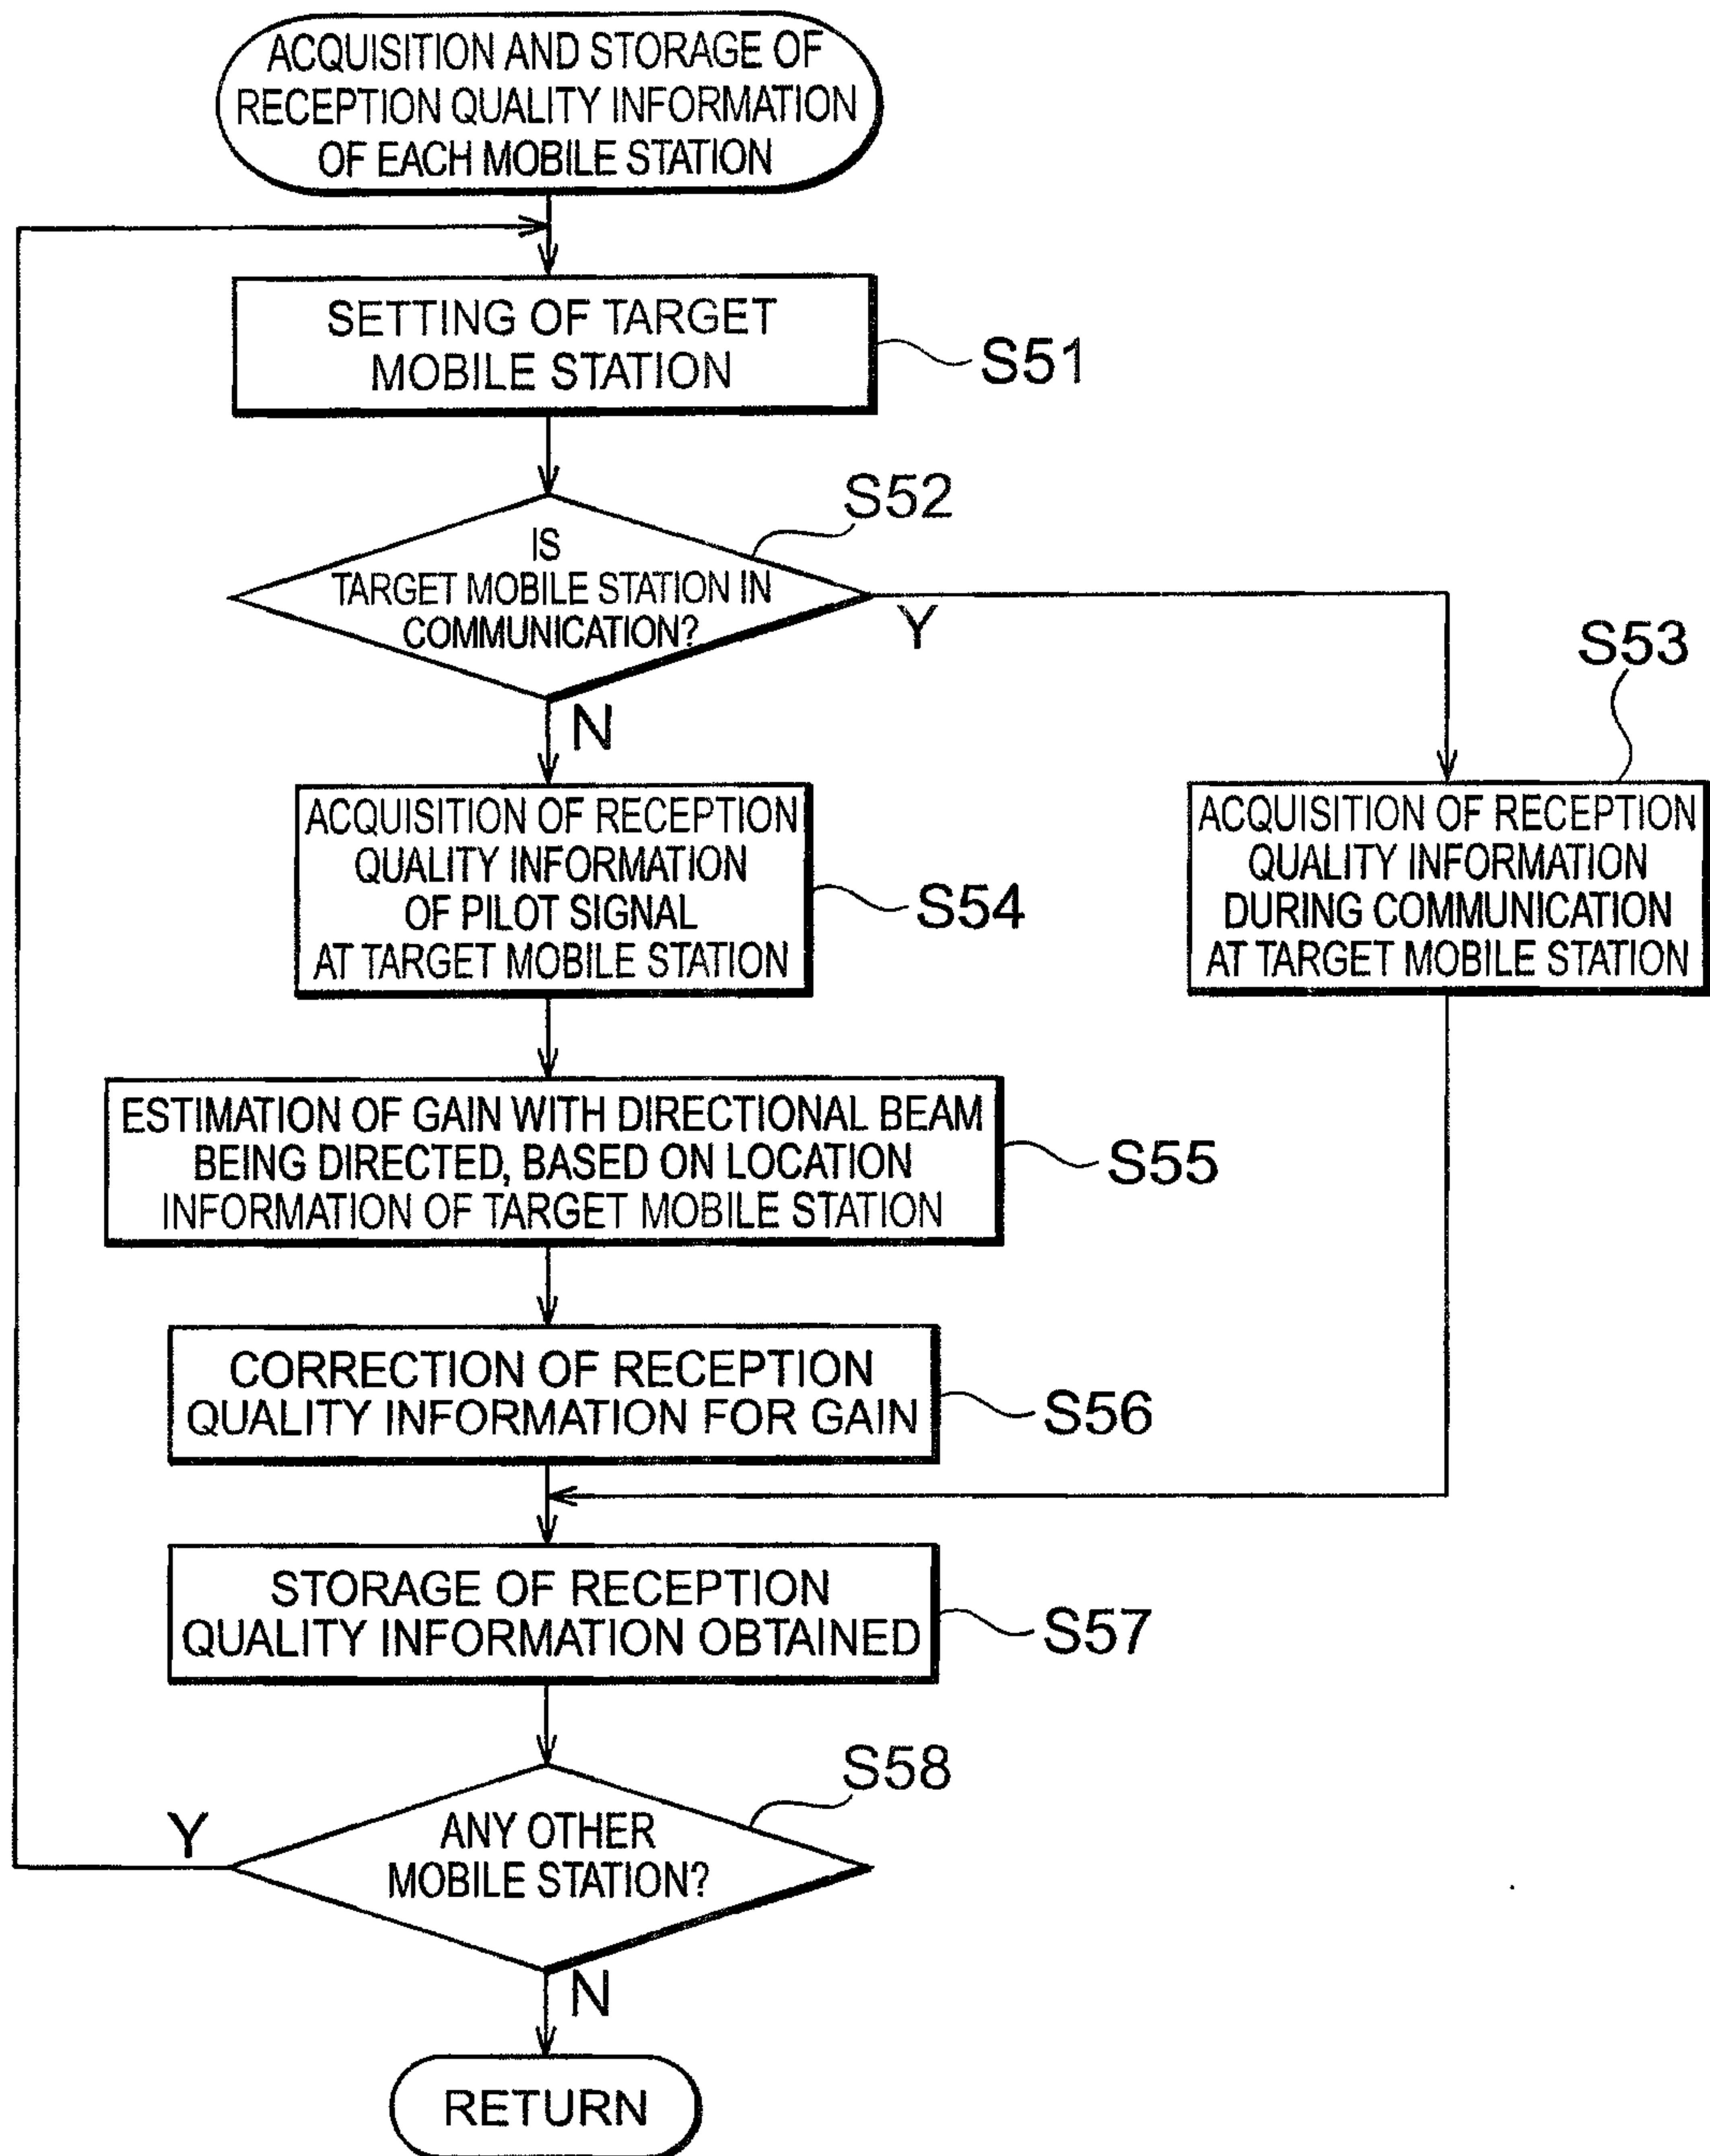 ACQUISITION AND STORAGE OF
RECEPTION QUALITY INFORMATION
OF EACH MOBILE STATION
SETTING OF TARGET
MOBILE STATION
S51
S52
IS
TARGET MOBILE STATION IN
COMMUNICATION?
Y
N
S53
ACQUISITION OF RECEPTION
QUALITY INFORMATION
DURING COMMUNICATION
AT TARGET MOBILE STATION
ACQUISITION OF RECEPTION
QUALITY INFORMATION
OF PILOT SIGNAL
AT TARGET MOBILE STATION
S54
ESTIMATION OF GAIN WITH DIRECTIONAL BEAM
BEING DIRECTED, BASED ON LOCATION
INFORMATION OF TARGET MOBILE STATION
S55
CORRECTION OF RECEPTION
QUALITY INFORMATION FOR GAIN
S56
STORAGE OF RECEPTION
QUALITY INFORMATION OBTAINED
S57
S58
Y
ANY OTHER
MOBILE STATION?
N
RETURN